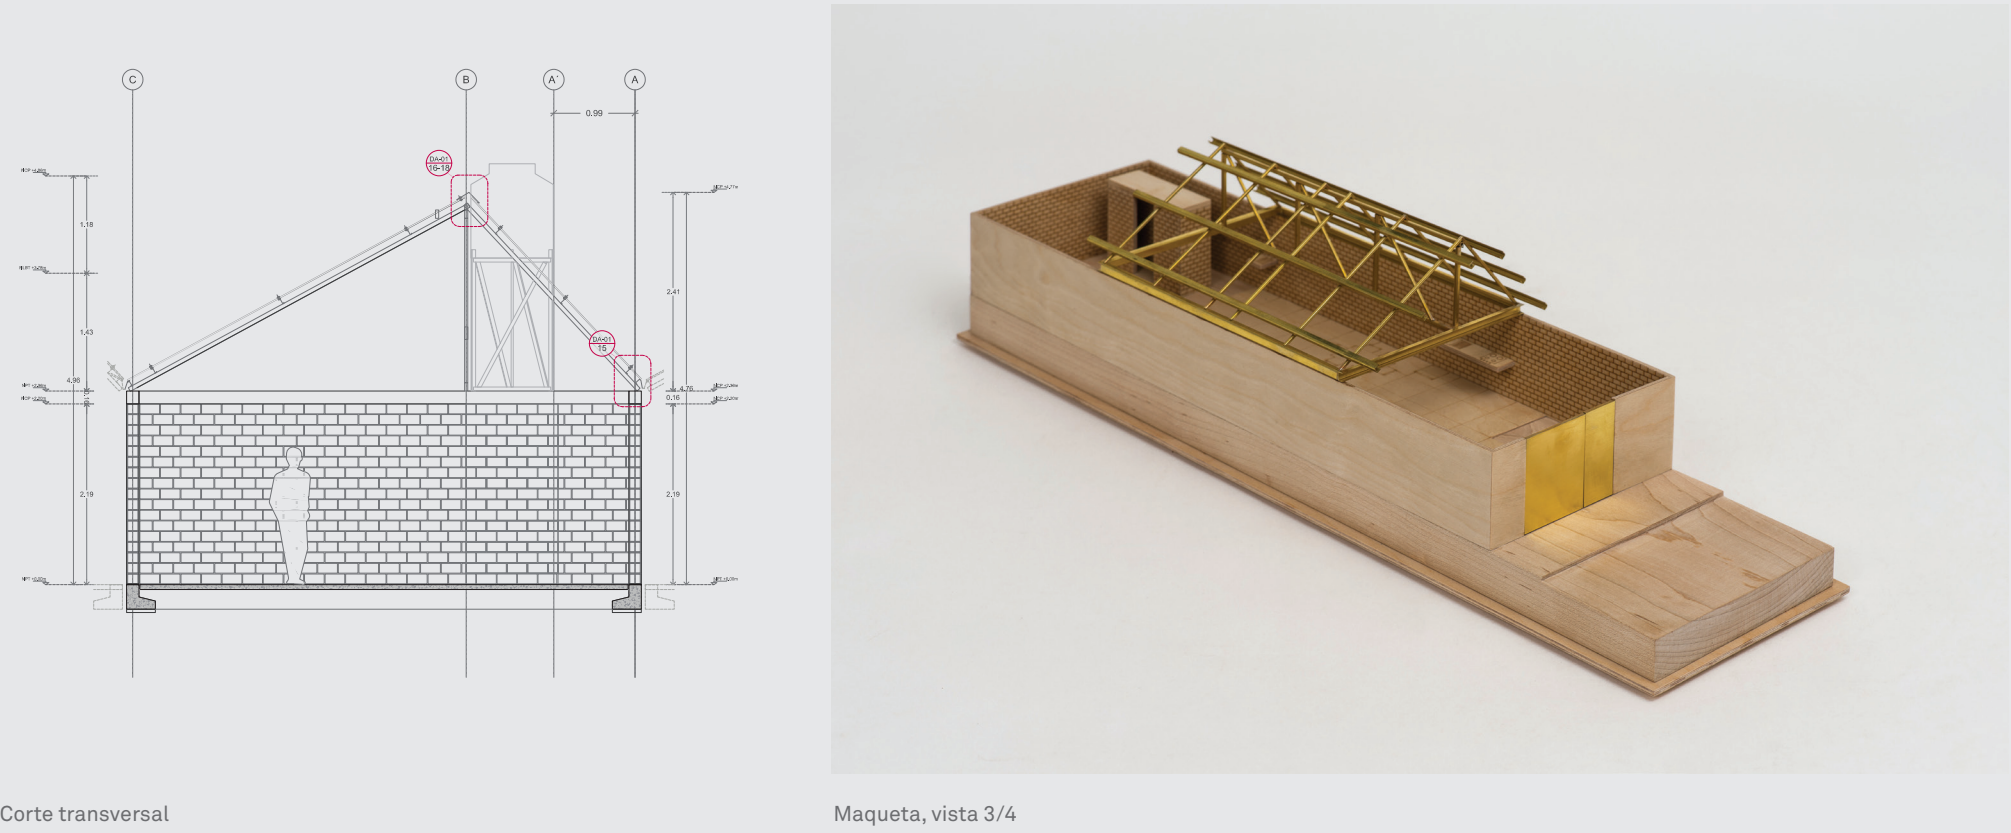 C
B
A'
A
0.99
DA-01
16-18
1.18
2.41
1.43
DA-01
15
4.96
4.76
0.16
2.19
2.19
Corte transversal
Maqueta, vista 3/4